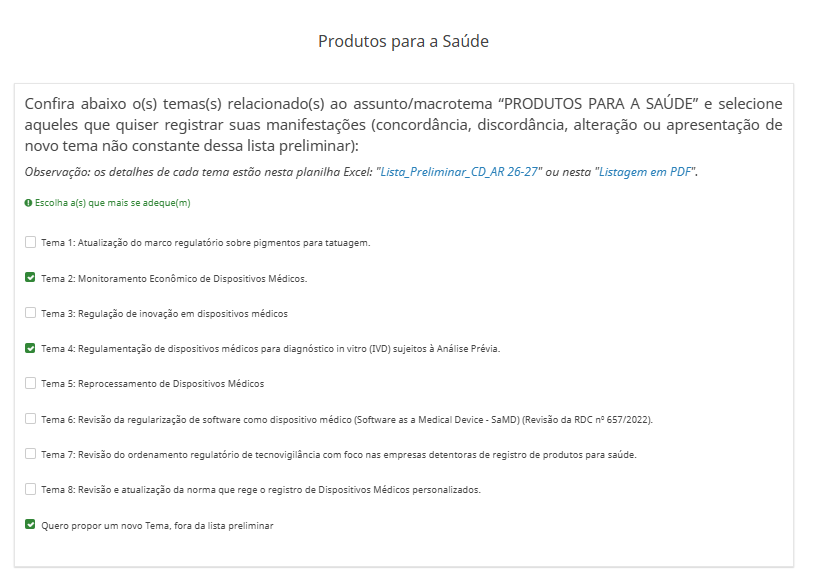 Produtos para a Saúde
Confira abaixo o(s) temas(s) relacionado(s) ao assunto/macrotema “PRODUTOS PARA A SAÚDE” e selecione
aqueles que quiser registrar suas manifestações (concordância, discordância, alteração ou apresentação de
novo tema não constante dessa lista preliminar):
Observação: os detalhes de cada tema estão nesta planilha Excel: "Lista_Preliminar_CD_AR 26-27" ou nesta "Listagem em PDF".
Escolha a(s) que mais se adeque(m)
Tema 1: Atualização do marco regulatório sobre pigmentos para tatuagem.
Tema 2: Monitoramento Econômico de Dispositivos Médicos.
Tema 3: Regulação de inovação em dispositivos médicos
Tema 4: Regulamentação de dispositivos médicos para diagnóstico in vitro (IVD) sujeitos à Análise Prévia.
Tema 5: Reprocessamento de Dispositivos Médicos
Tema 6: Revisão da regularização de software como dispositivo médico (Software as a Medical Device - SaMD) (Revisão da RDC nº 657/2022).
Tema 7: Revisão do ordenamento regulatório de tecnovigilância com foco nas empresas detentoras de registro de produtos para saúde.
Tema 8: Revisão e atualização da norma que rege o registro de Dispositivos Médicos personalizados.
Quero propor um novo Tema, fora da lista preliminar